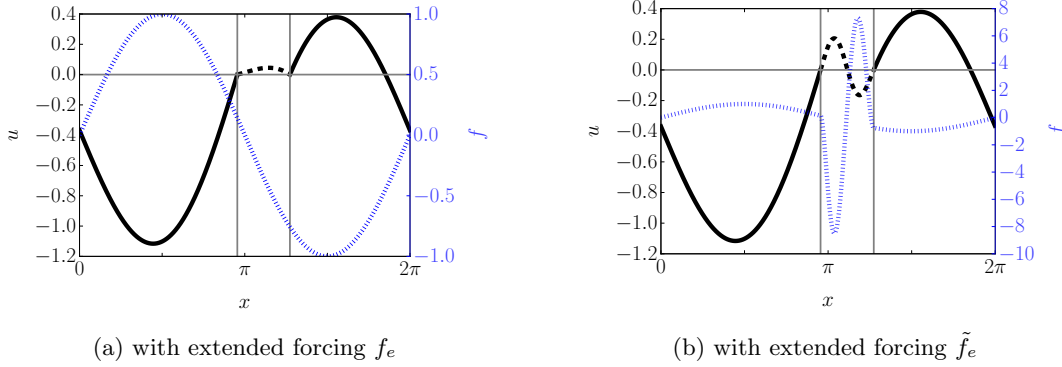 0.4
0.2
0.0
−0.2
−0.4
−0.6
−0.8
−1.0
−1.2
u
0
π
2π
x
1.0
0.5
0.0
−0.5
−1.0
f
(a) with extended forcing fₑ
0.4
0.2
0.0
−0.2
−0.4
−0.6
−0.8
−1.0
−1.2
u
0
π
2π
x
8
6
4
2
0
−2
−4
−6
−8
−10
f
(b) with extended forcing f̃ₑ